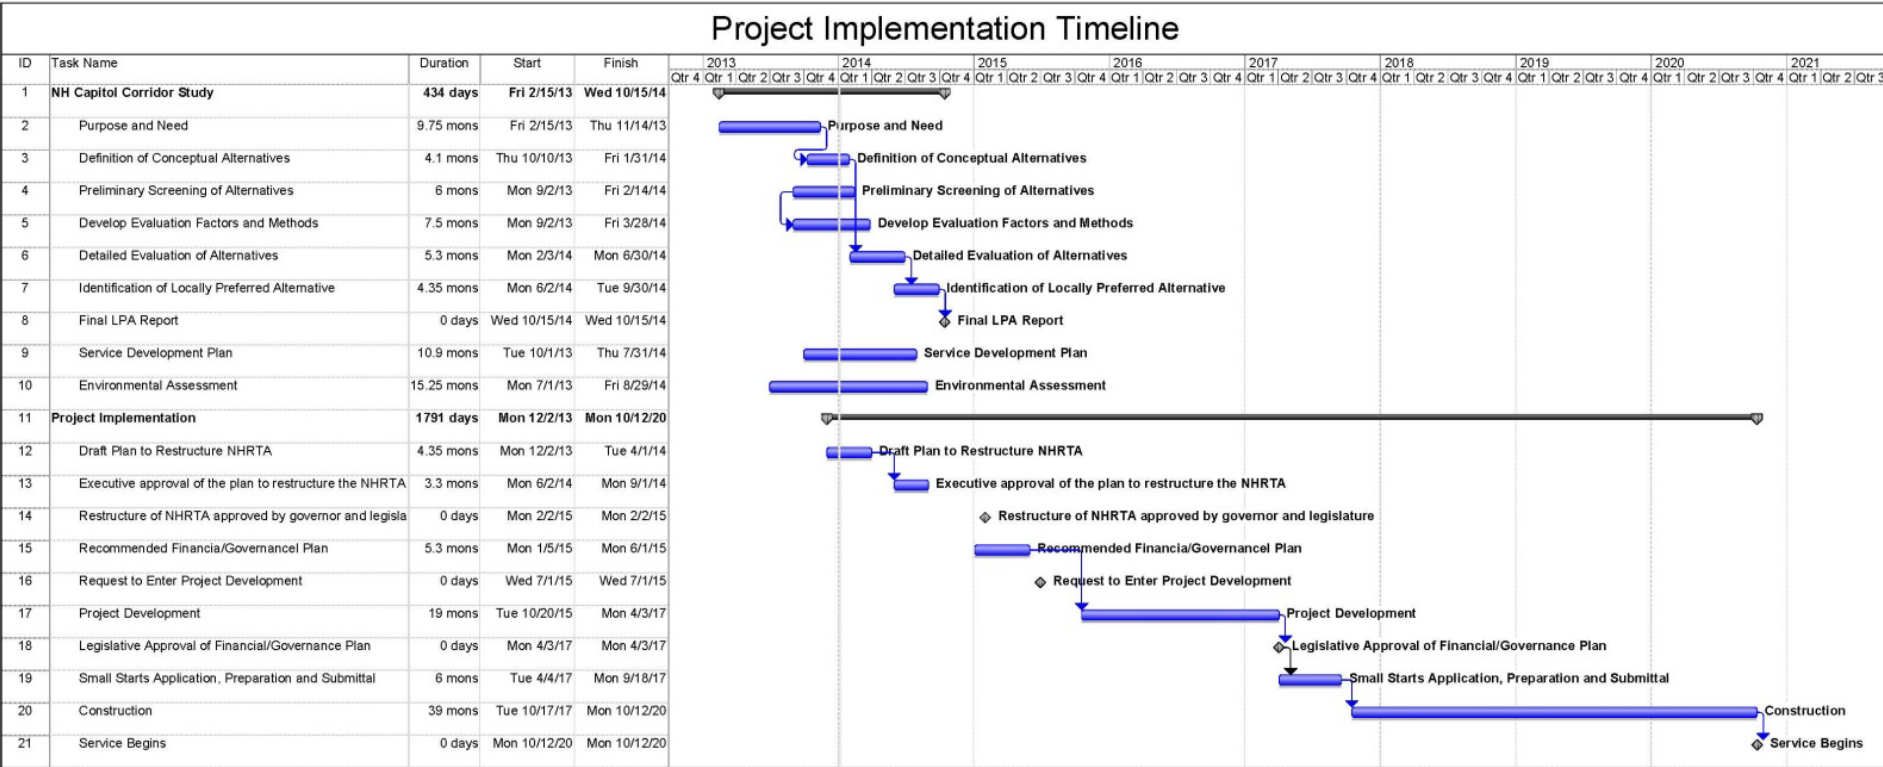 Project Implementation Timeline
ID Task Name Duration Start Finish 2013 2014 2015 2016 2017 2018 2019 2020 2021
Qtr 4 Qtr 1 Qtr 2 Qtr 3 Qtr 4 Qtr 1 Qtr 2 Qtr 3 Qtr 4 Qtr 1 Qtr 2 Qtr 3 Qtr 4 Qtr 1 Qtr 2 Qtr 3 Qtr 4 Qtr 1 Qtr 2 Qtr 3 Qtr 4 Qtr 1 Qtr 2 Qtr 3 Qtr 4 Qtr 1 Qtr 2 Qtr 3 Qtr 4 Qtr 1 Qtr 2 Qtr 3 Qtr 4 Qtr 1 Qtr 2 Qtr 3
1 NH Capitol Corridor Study 434 days Fri 2/15/13 Wed 10/15/14
2 Purpose and Need 9.75 mons Fri 2/15/13 Thu 11/14/13 Purpose and Need
3 Definition of Conceptual Alternatives 4.1 mons Thu 10/10/13 Fri 1/31/14 Definition of Conceptual Alternatives
4 Preliminary Screening of Alternatives 6 mons Mon 9/2/13 Fri 2/14/14 Preliminary Screening of Alternatives
5 Develop Evaluation Factors and Methods 7.5 mons Mon 9/2/13 Fri 3/28/14 Develop Evaluation Factors and Methods
6 Detailed Evaluation of Alternatives 5.3 mons Mon 2/3/14 Mon 6/30/14 Detailed Evaluation of Alternatives
7 Identification of Locally Preferred Alternative 4.35 mons Mon 6/2/14 Tue 9/30/14 Identification of Locally Preferred Alternative
8 Final LPA Report 0 days Wed 10/15/14 Wed 10/15/14 Final LPA Report
9 Service Development Plan 10.9 mons Tue 10/1/13 Thu 7/31/14 Service Development Plan
10 Environmental Assessment 15.25 mons Mon 7/1/13 Fri 8/29/14 Environmental Assessment
11 Project Implementation 1791 days Mon 12/2/13 Mon 10/12/20
12 Draft Plan to Restructure NHRTA 4.35 mons Mon 12/2/13 Tue 4/1/14 Draft Plan to Restructure NHRTA
13 Executive approval of the plan to restructure the NHRTA 3.3 mons Mon 6/2/14 Mon 9/1/14 Executive approval of the plan to restructure the NHRTA
14 Restructure of NHRTA approved by governor and legisla 0 days Mon 2/2/15 Mon 2/2/15 Restructure of NHRTA approved by governor and legislature
15 Recommended Financia/Governancel Plan 5.3 mons Mon 1/5/15 Mon 6/1/15 Recommended Financia/Governancel Plan
16 Request to Enter Project Development 0 days Wed 7/1/15 Wed 7/1/15 Request to Enter Project Development
17 Project Development 19 mons Tue 10/20/15 Mon 4/3/17 Project Development
18 Legislative Approval of Financial/Governance Plan 0 days Mon 4/3/17 Mon 4/3/17 Legislative Approval of Financial/Governance Plan
19 Small Starts Application, Preparation and Submittal 6 mons Tue 4/4/17 Mon 9/18/17 Small Starts Application, Preparation and Submittal
20 Construction 39 mons Tue 10/17/17 Mon 10/12/20 Construction
21 Service Begins 0 days Mon 10/12/20 Mon 10/12/20 Service Begins